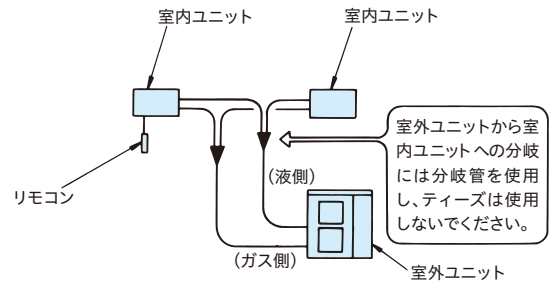 室内ユニット
室内ユニット
室外ユニットから室
内ユニットへの分岐
には分岐管を使用
し、ティーズは使用
しないでください。
(液側)
リモコン
(ガス側)
室外ユニット